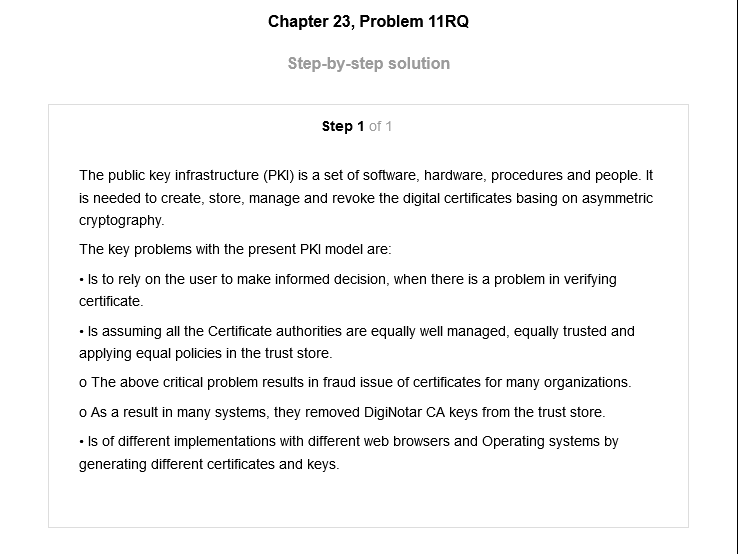 Chapter 23, Problem 11RQ
Step-by-step solution
Step 1 of 1
The public key infrastructure (PKI) is a set of software, hardware, procedures and people. It
is needed to create, store, manage and revoke the digital certificates basing on asymmetric
cryptography.
The key problems with the present PKI model are:
• Is to rely on the user to make informed decision, when there is a problem in verifying
certificate.
• Is assuming all the Certificate authorities are equally well managed, equally trusted and
applying equal policies in the trust store.
o The above critical problem results in fraud issue of certificates for many organizations.
o As a result in many systems, they removed DigiNotar CA keys from the trust store.
• Is of different implementations with different web browsers and Operating systems by
generating different certificates and keys.